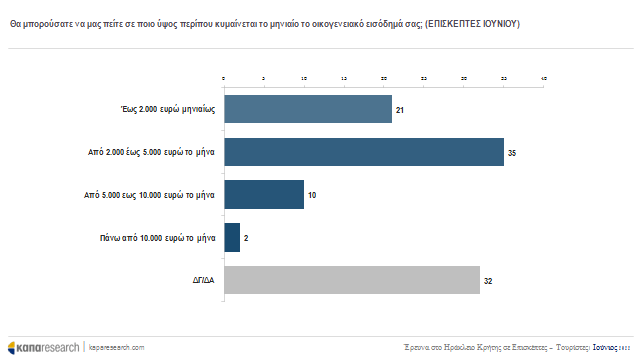 Θα μπορούσατε να μας πείτε σε ποιο ύψος περίπου κυμαίνεται το μηνιαίο το οικογενειακό εισόδημά σας; (ΕΠΙΣΚΕΠΤΕΣ ΙΟΥΝΙΟΥ)
0 5 10 15 20 25 30 35 40
Έως 2.000 ευρώ μηνιαίως 21
Από 2.000 έως 5.000 ευρώ το μήνα 35
Από 5.000 εως 10.000 ευρώ το μήνα 10
Πάνω από 10.000 ευρώ το μήνα 2
ΔΓ/ΔΑ 32
καπαresearch | kaparesearch.com Έρευνα στο Ηράκλειο Κρήτης σε Επισκέπτες – Τουρίστες: Ιούνιος